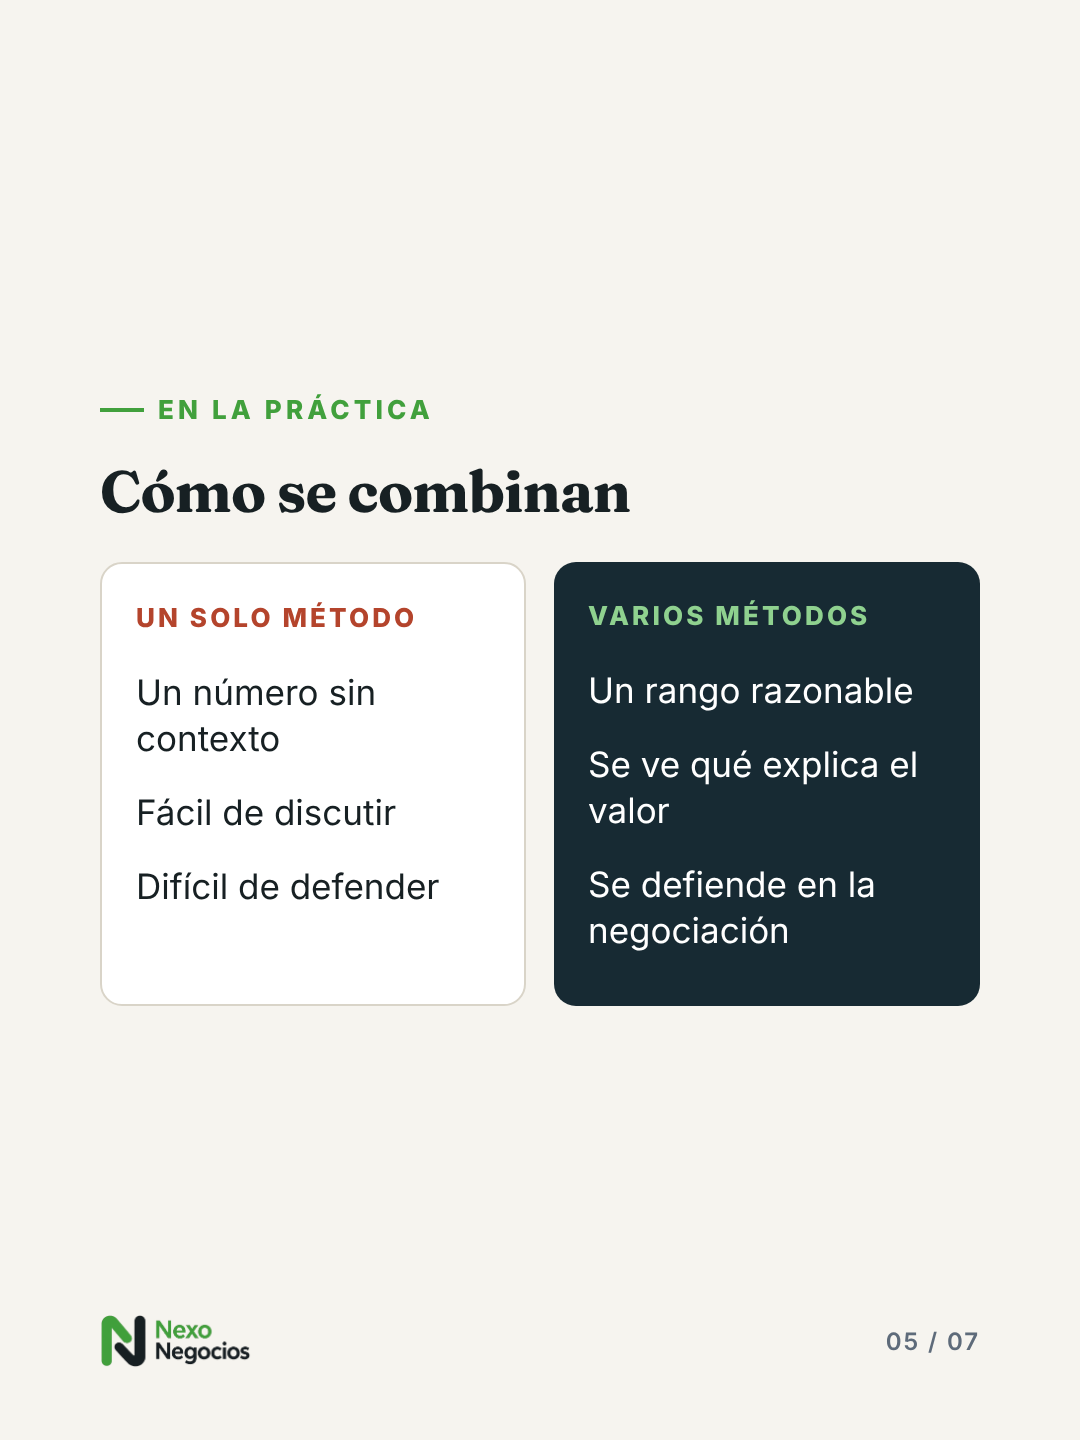 EN LA PRÁCTICA
Cómo se combinan
UN SOLO MÉTODO
Un número sin
contexto
Fácil de discutir
Difícil de defender
VARIOS MÉTODOS
Un rango razonable
Se ve qué explica el
valor
Se defiende en la
negociación
Nexo
Negocios
05 / 07